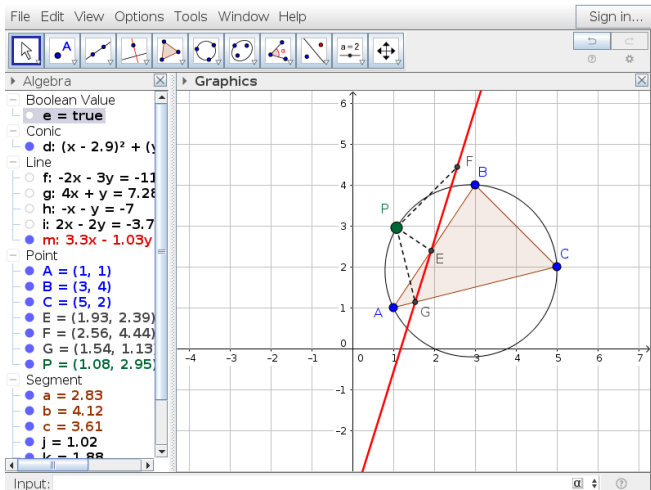 File Edit View Options Tools Window Help Sign in...
A α a=2
Algebra
Graphics
Boolean Value
e = true
Conic
d: (x - 2.9)² + (y
Line
f: -2x - 3y = -11
g: 4x + y = 7.28
h: -x - y = -7
i: 2x - 2y = -3.7
m: 3.3x - 1.03y
Point
A = (1, 1)
B = (3, 4)
C = (5, 2)
E = (1.93, 2.39)
F = (2.56, 4.44)
G = (1.54, 1.13)
P = (1.08, 2.95)
Segment
a = 2.83
b = 4.12
c = 3.61
j = 1.02
k = 1.88
6
5
4
3
2
1
0
-1
-2
-4 -3 -2 -1 0 1 2 3 4 5 6 7
F
B
P
E
C
A
G
Input: α